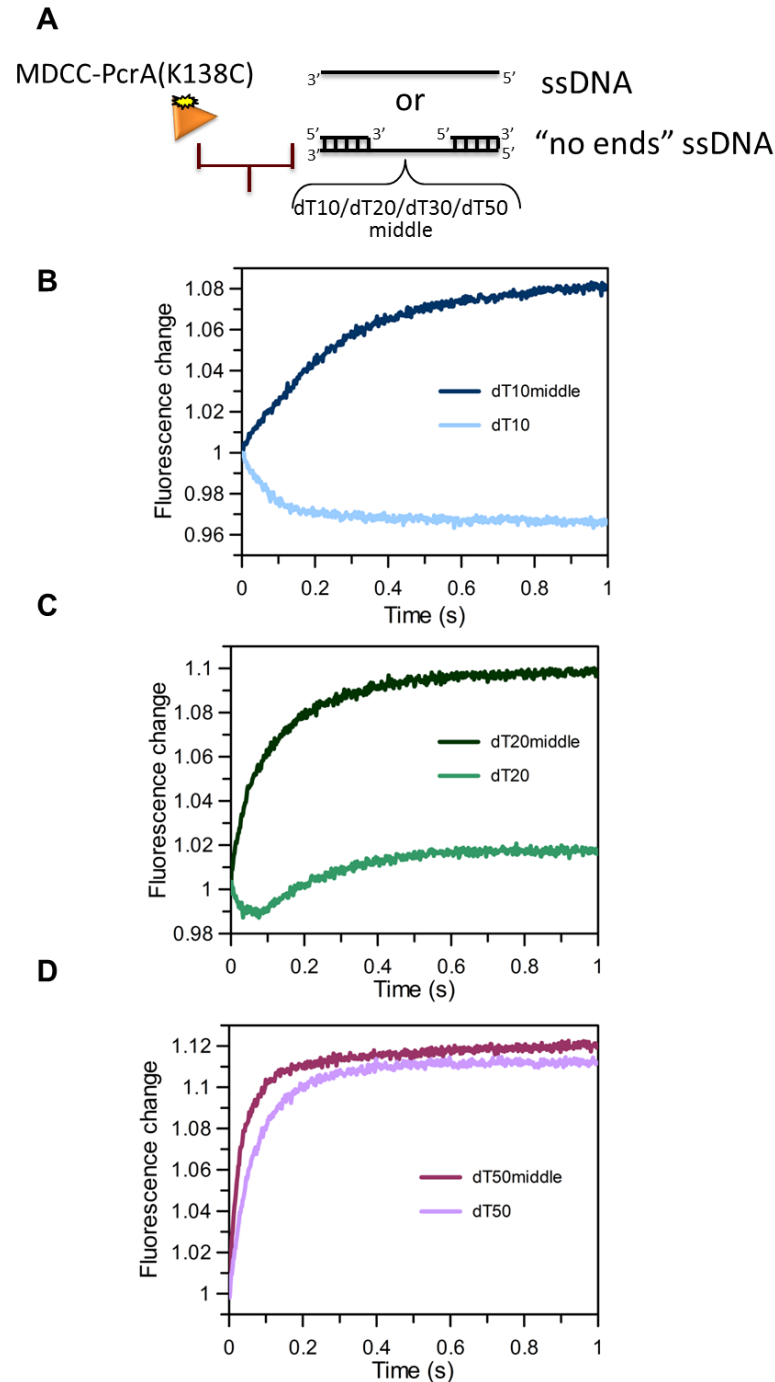 A
MDCC-PcrA(K138C)
3’ 5’ ssDNA
or
5’ 3’ 5’ 3’ “no ends” ssDNA
3’ 5’
dT10/dT20/dT30/dT50
middle
B
Fluorescence change
1.08
1.06
1.04
1.02
1
0.98
0.96
dT10middle
dT10
0 0.2 0.4 0.6 0.8 1
Time (s)
C
Fluorescence change
1.1
1.08
1.06
1.04
1.02
1
0.98
dT20middle
dT20
0 0.2 0.4 0.6 0.8 1
Time (s)
D
Fluorescence change
1.12
1.1
1.08
1.06
1.04
1.02
1
dT50middle
dT50
0 0.2 0.4 0.6 0.8 1
Time (s)